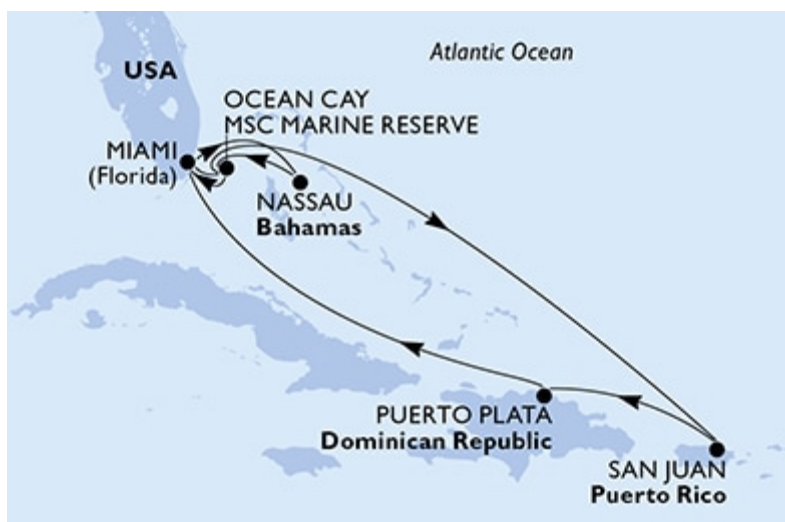 Atlantic Ocean
USA
OCEAN CAY
MSC MARINE RESERVE
MIAMI
(Florida)
NASSAU
Bahamas
PUERTO PLATA
Dominican Republic
SAN JUAN
Puerto Rico